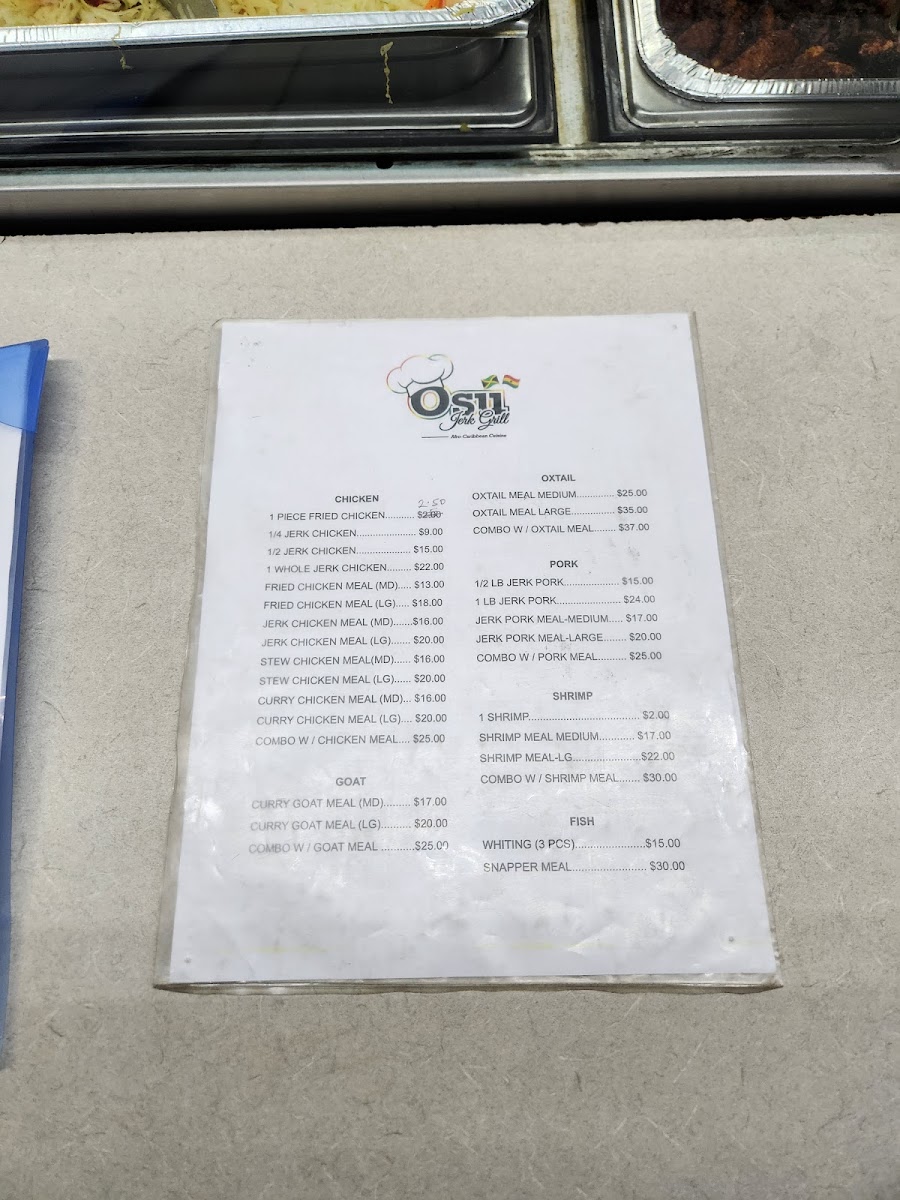 Osu
Jerk Grill
Afro Caribbean Cuisine
CHICKEN
2.50
1 PIECE FRIED CHICKEN........... $2.00
1/4 JERK CHICKEN...................... $9.00
1/2 JERK CHICKEN..................... $15.00
1 WHOLE JERK CHICKEN......... $22.00
FRIED CHICKEN MEAL (MD)..... $13.00
FRIED CHICKEN MEAL (LG)..... $18.00
JERK CHICKEN MEAL (MD).......$16.00
JERK CHICKEN MEAL (LG)....... $20.00
STEW CHICKEN MEAL(MD)...... $16.00
STEW CHICKEN MEAL (LG)...... $20.00
CURRY CHICKEN MEAL (MD)... $16.00
CURRY CHICKEN MEAL (LG).... $20.00
COMBO W / CHICKEN MEAL.... $25.00
GOAT
CURRY GOAT MEAL (MD)......... $17.00
CURRY GOAT MEAL (LG).......... $20.00
COMBO W / GOAT MEAL ...........$25.00
OXTAIL
OXTAIL MEAL MEDIUM.............. $25.00
OXTAIL MEAL LARGE................ $35.00
COMBO W / OXTAIL MEAL........ $37.00
PORK
1/2 LB JERK PORK.................... $15.00
1 LB JERK PORK........................ $24.00
JERK PORK MEAL-MEDIUM..... $17.00
JERK PORK MEAL-LARGE........ $20.00
COMBO W / PORK MEAL.......... $25.00
SHRIMP
1 SHRIMP........................................ $2.00
SHRIMP MEAL MEDIUM............ $17.00
SHRIMP MEAL-LG........................$22.00
COMBO W / SHRIMP MEAL....... $30.00
FISH
WHITING (3 PCS)........................$15.00
SNAPPER MEAL......................... $30.00